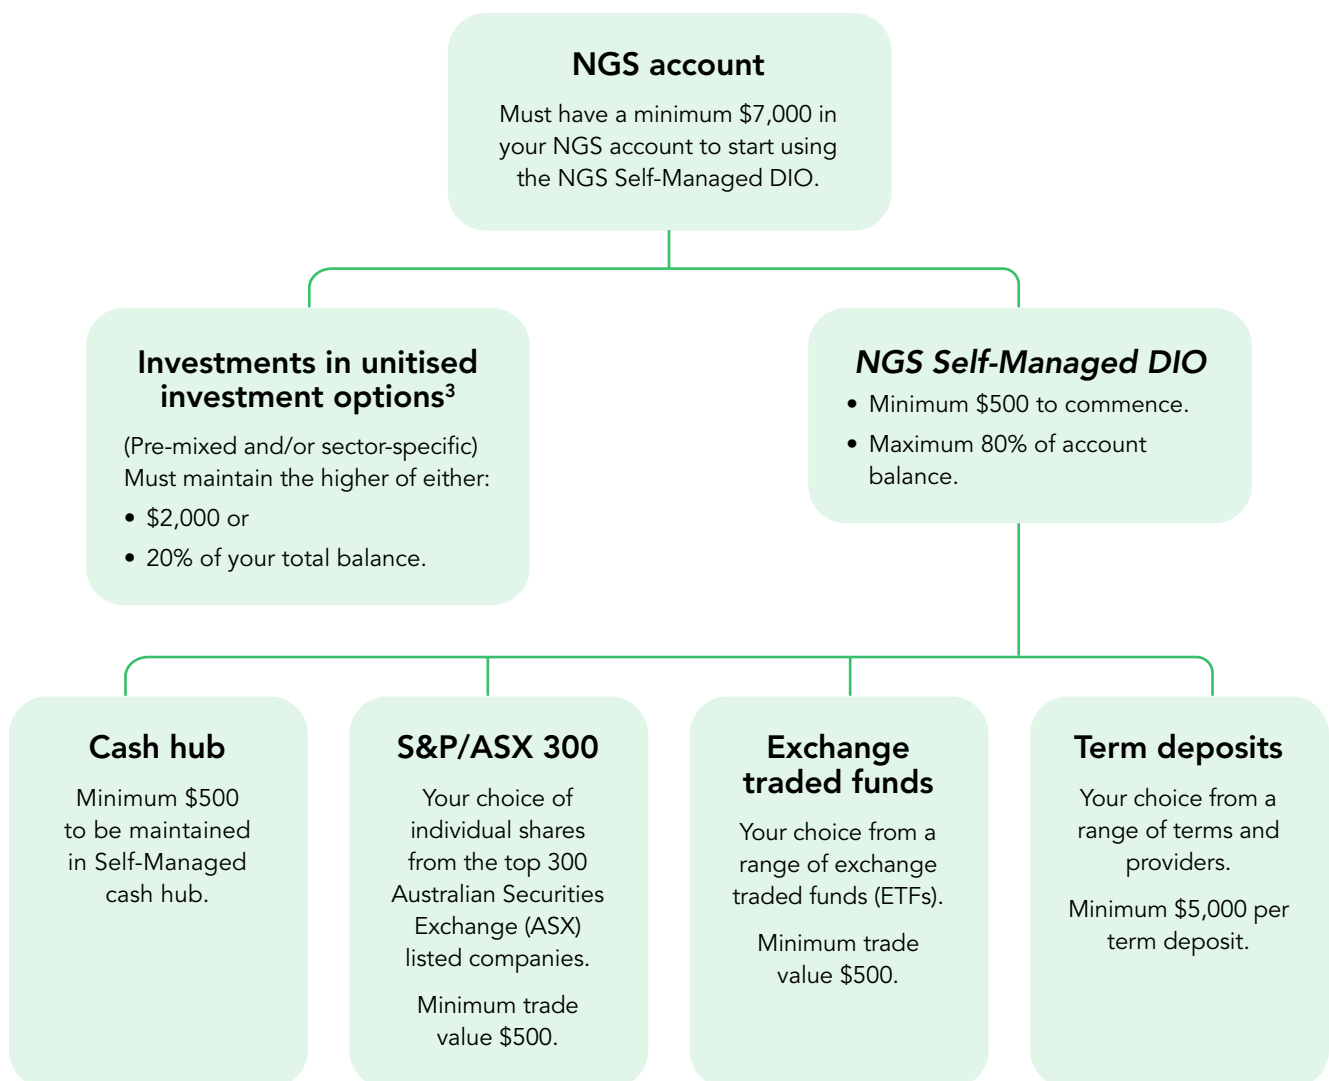 NGS account
Must have a minimum $7,000 in
your NGS account to start using
the NGS Self-Managed DIO.
Investments in unitised
investment options³
(Pre-mixed and/or sector-specific)
Must maintain the higher of either:
• $2,000 or
• 20% of your total balance.
NGS Self-Managed DIO
• Minimum $500 to commence.
• Maximum 80% of account
balance.
Cash hub
Minimum $500
to be maintained
in Self-Managed
cash hub.
S&P/ASX 300
Your choice of
individual shares
from the top 300
Australian Securities
Exchange (ASX)
listed companies.
Minimum trade
value $500.
Exchange
traded funds
Your choice from a
range of exchange
traded funds (ETFs).
Minimum trade
value $500.
Term deposits
Your choice from a
range of terms and
providers.
Minimum $5,000 per
term deposit.